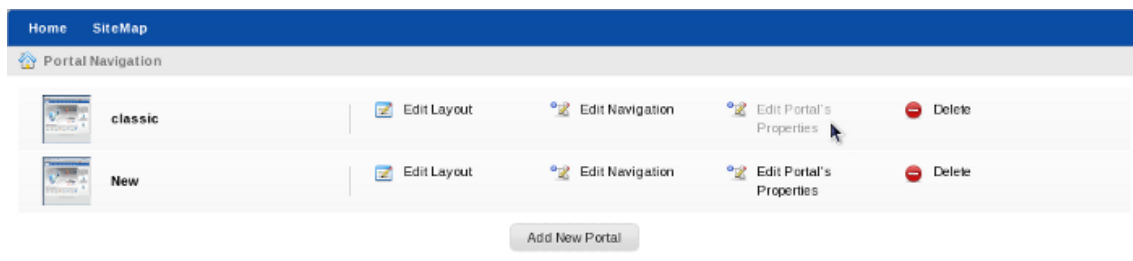 Home SiteMap
Portal Navigation
classic Edit Layout Edit Navigation Edit Portal's Delete
Properties
New Edit Layout Edit Navigation Edit Portal's Delete
Properties
Add New Portal